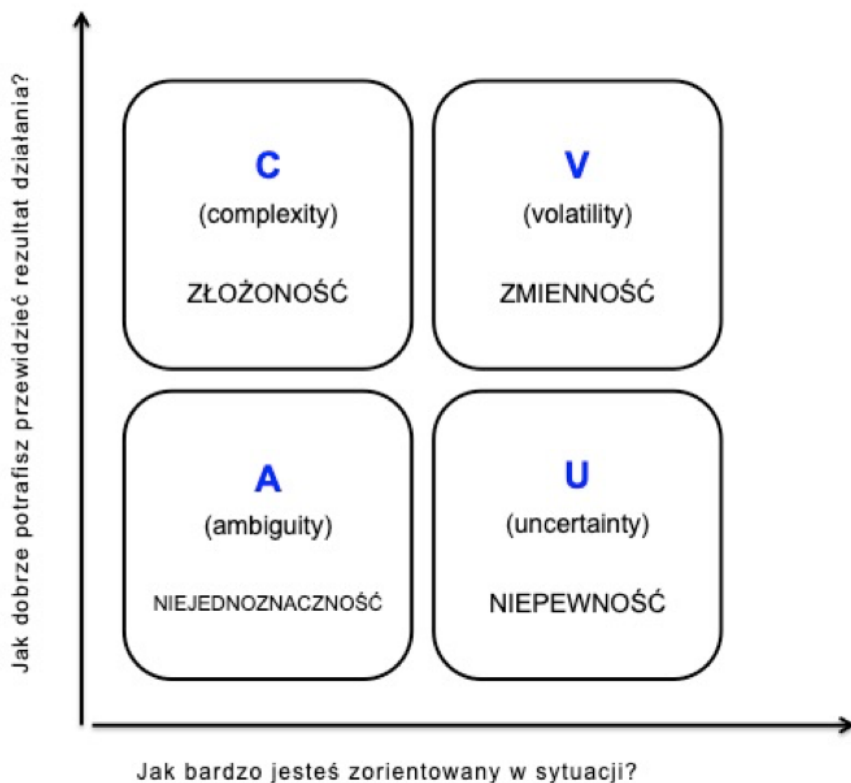 Jak dobrze potrafisz przewidzieć rezultat działania?
C
(complexity)
ZŁOŻONOŚĆ
V
(volatility)
ZMIENNOŚĆ
A
(ambiguity)
NIEJEDNOZNACZNOŚĆ
U
(uncertainty)
NIEPEWNOŚĆ
Jak bardzo jesteś zorientowany w sytuacji?